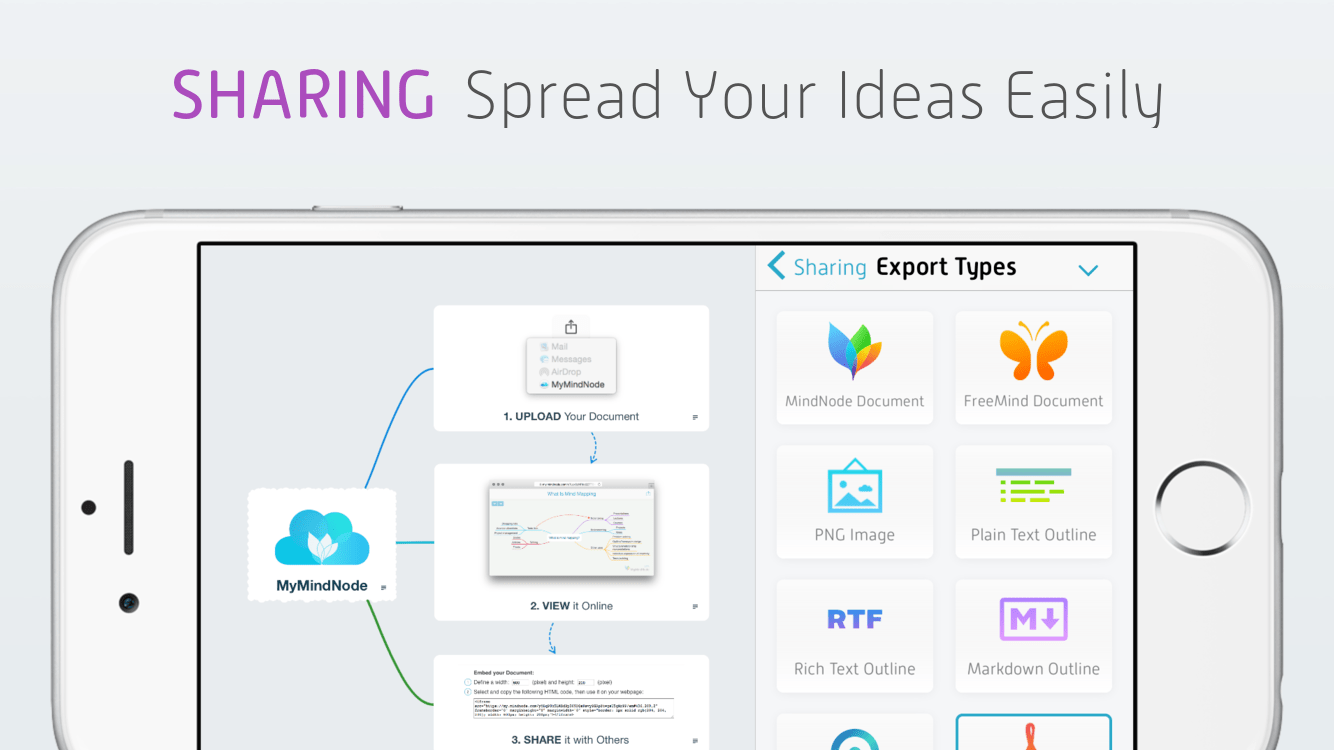 SHARING Spread Your Ideas Easily
Sharing Export Types
Mail
Messages
AirDrop
MyMindNode
1. UPLOAD Your Document
MyMindNode
What is Mind Mapping
2. VIEW it Online
Embed your Document:
Define a width: (pixel) and height: (pixel)
Select and copy the following HTML code, then use it on your webpage:
3. SHARE it with Others
MindNode Document
FreeMind Document
PNG Image
Plain Text Outline
RTF
Rich Text Outline
M
Markdown Outline